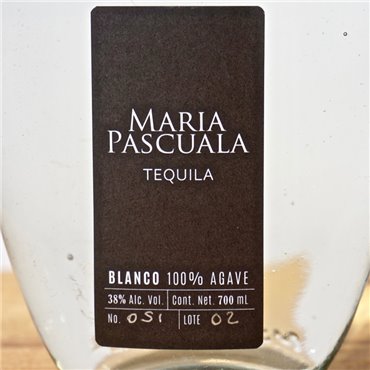 MARIA
PASCUALA
TEQUILA
BLANCO 100% AGAVE
38% Alc. Vol. Cont. Net. 700 mL
No. 051 LOTE 02